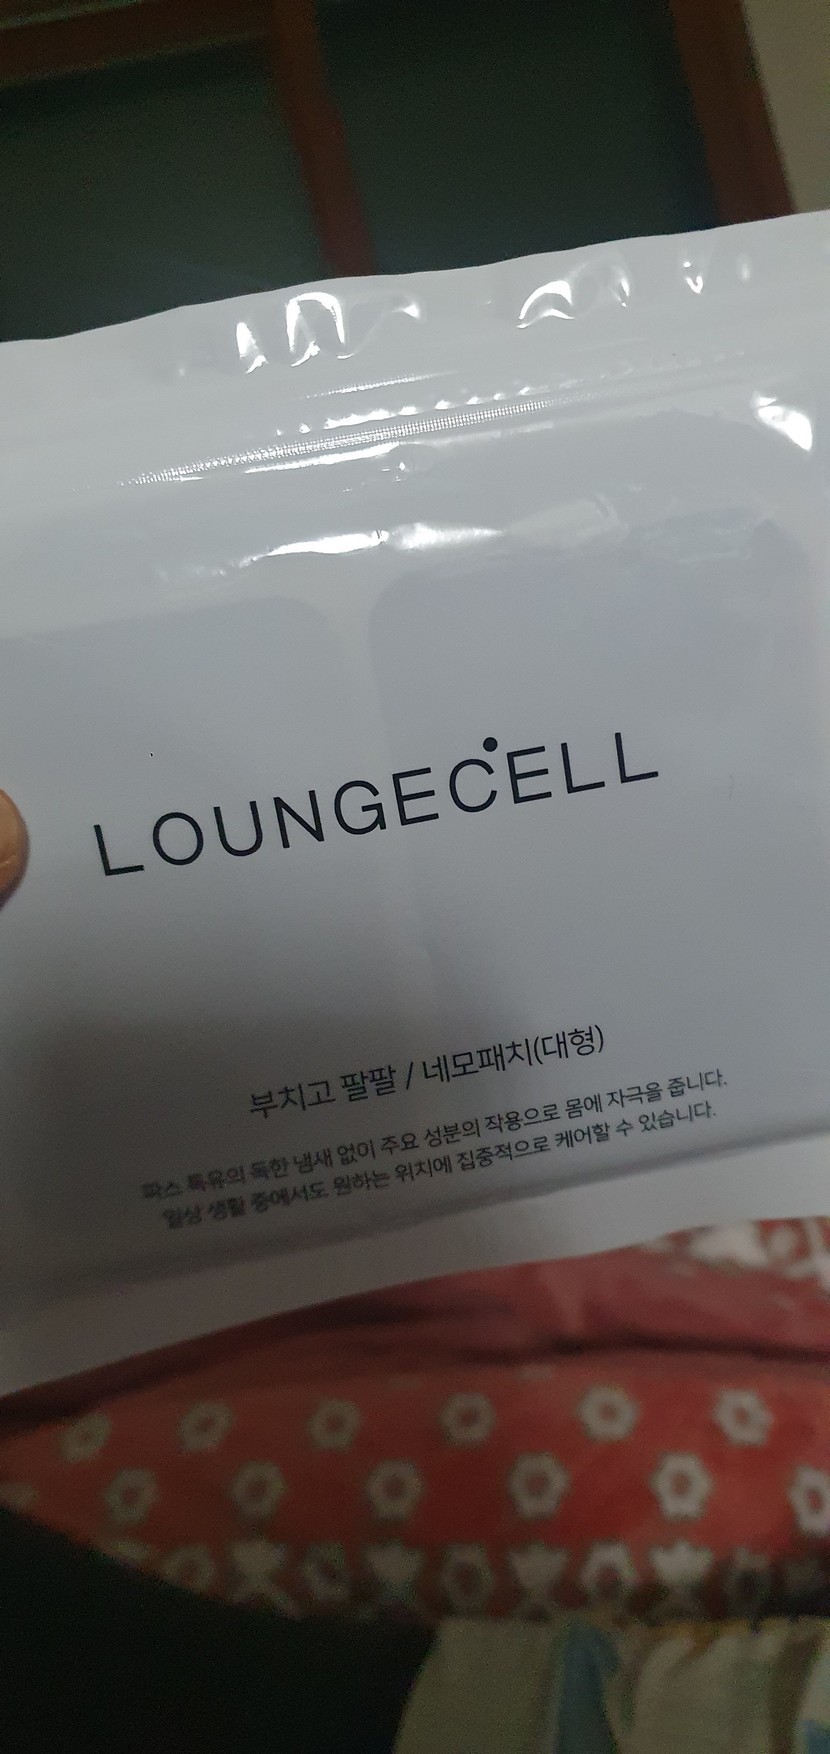 LOUNGECELL
부치고 팔팔 / 네모패치(대형)
파스 특유의 독한 냄새 없이 주요 성분의 작용으로 몸에 자극을 줍니다.
일상 생활 중에서도 원하는 위치에 집중적으로 케어할 수 있습니다.